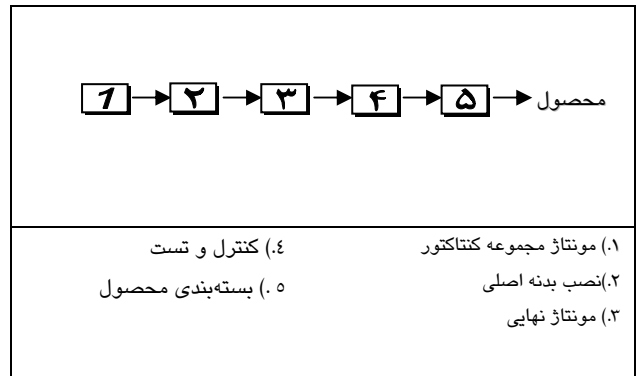 1 ۲ ۳ ۴ ۵ محصول
۱.) مونتاژ مجموعه کنتاکتور
۲.)نصب بدنه اصلی
۳.) مونتاژ نهایی
٤.) کنترل و تست
٥ .) بسته‌بندی محصول